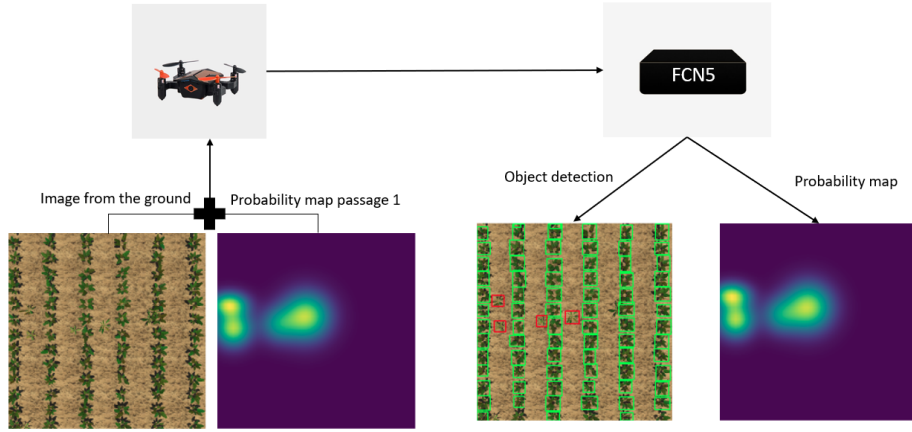 FCN5
Object detection
Probability map
Image from the ground
Probability map passage 1